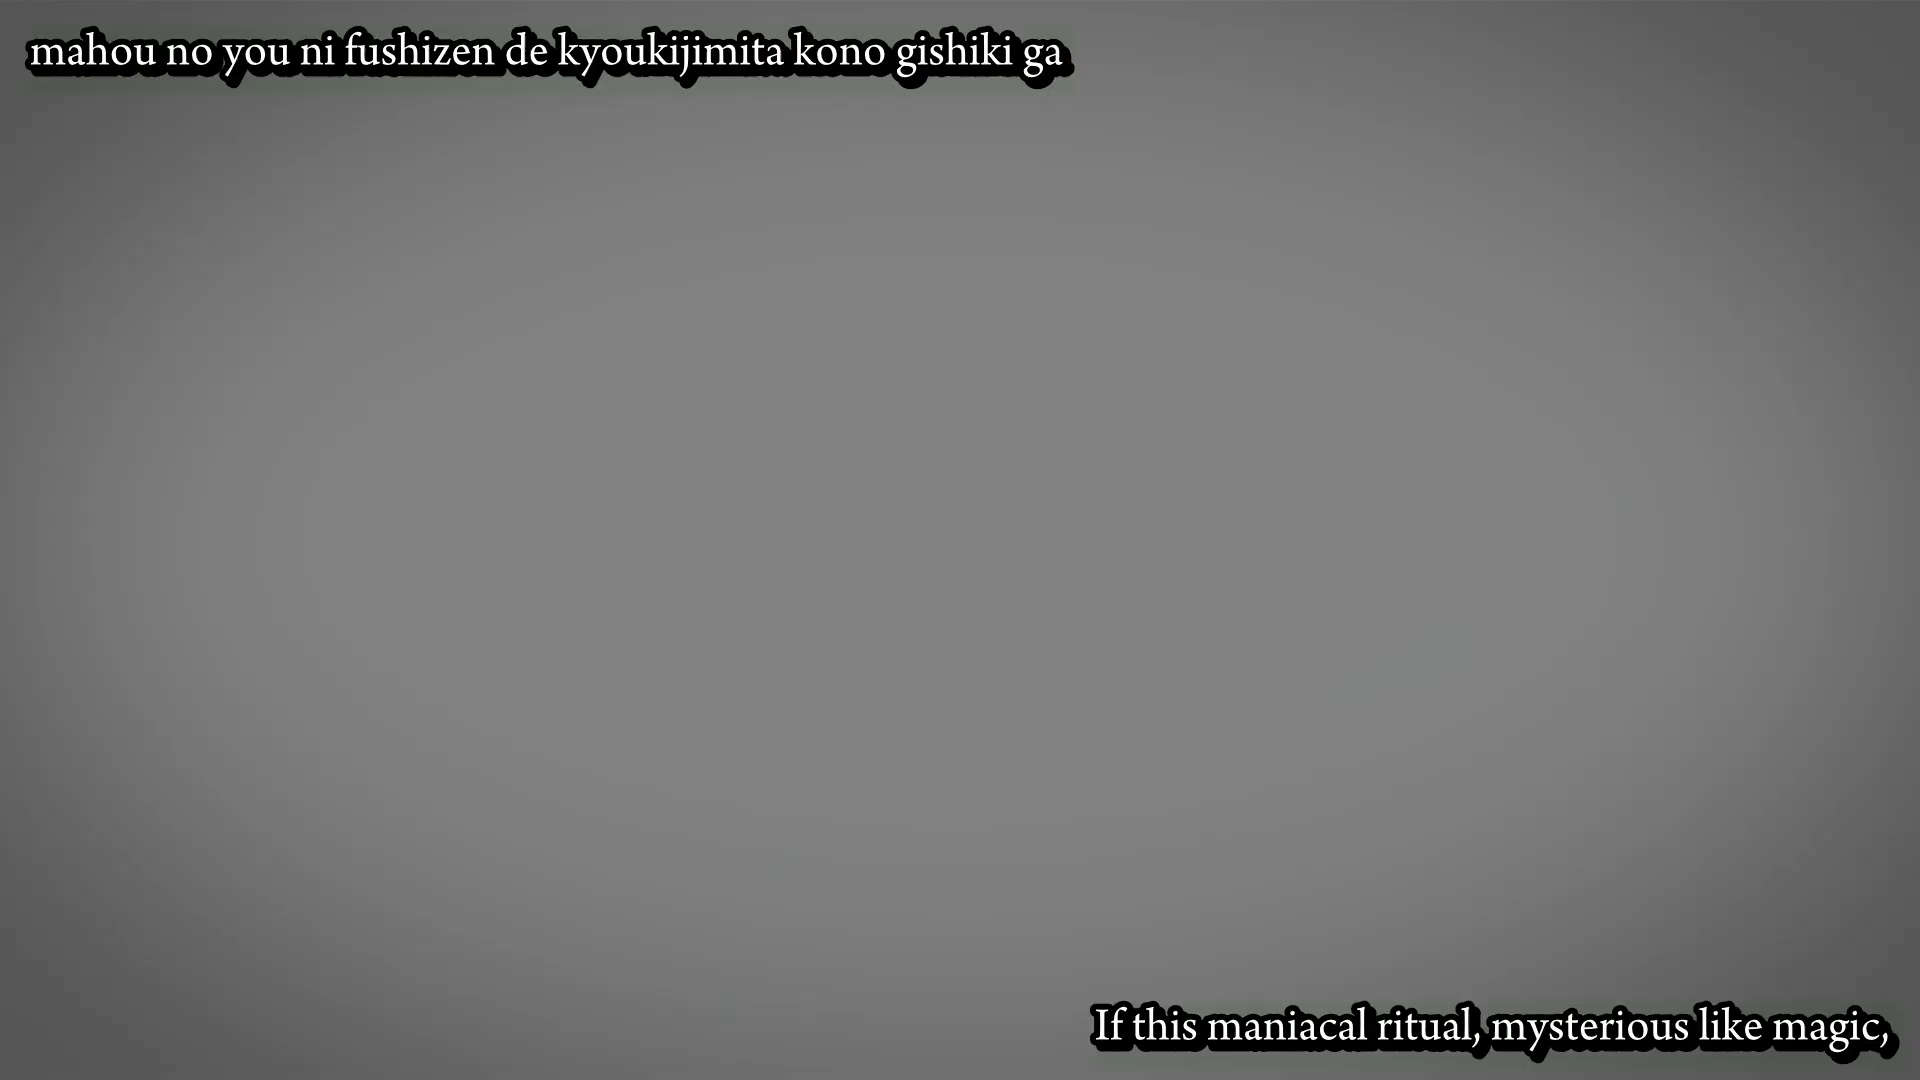 mahou no you ni fushizen de kyoukijimita kono gishiki ga
If this maniacal ritual, mysterious like magic,